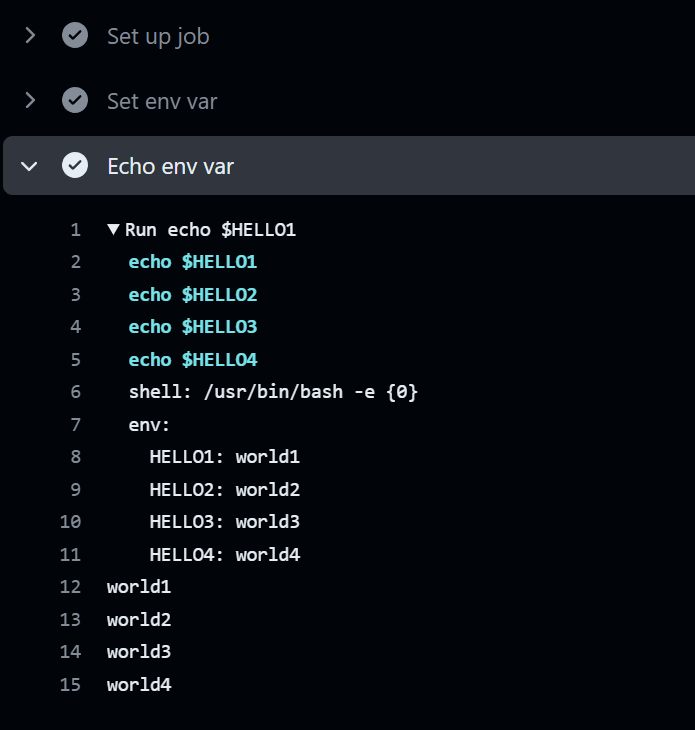 Set up job
Set env var
Echo env var
1 Run echo $HELLO1
2 echo $HELLO1
3 echo $HELLO2
4 echo $HELLO3
5 echo $HELLO4
6 shell: /usr/bin/bash -e {0}
7 env:
8 HELLO1: world1
9 HELLO2: world2
10 HELLO3: world3
11 HELLO4: world4
12 world1
13 world2
14 world3
15 world4